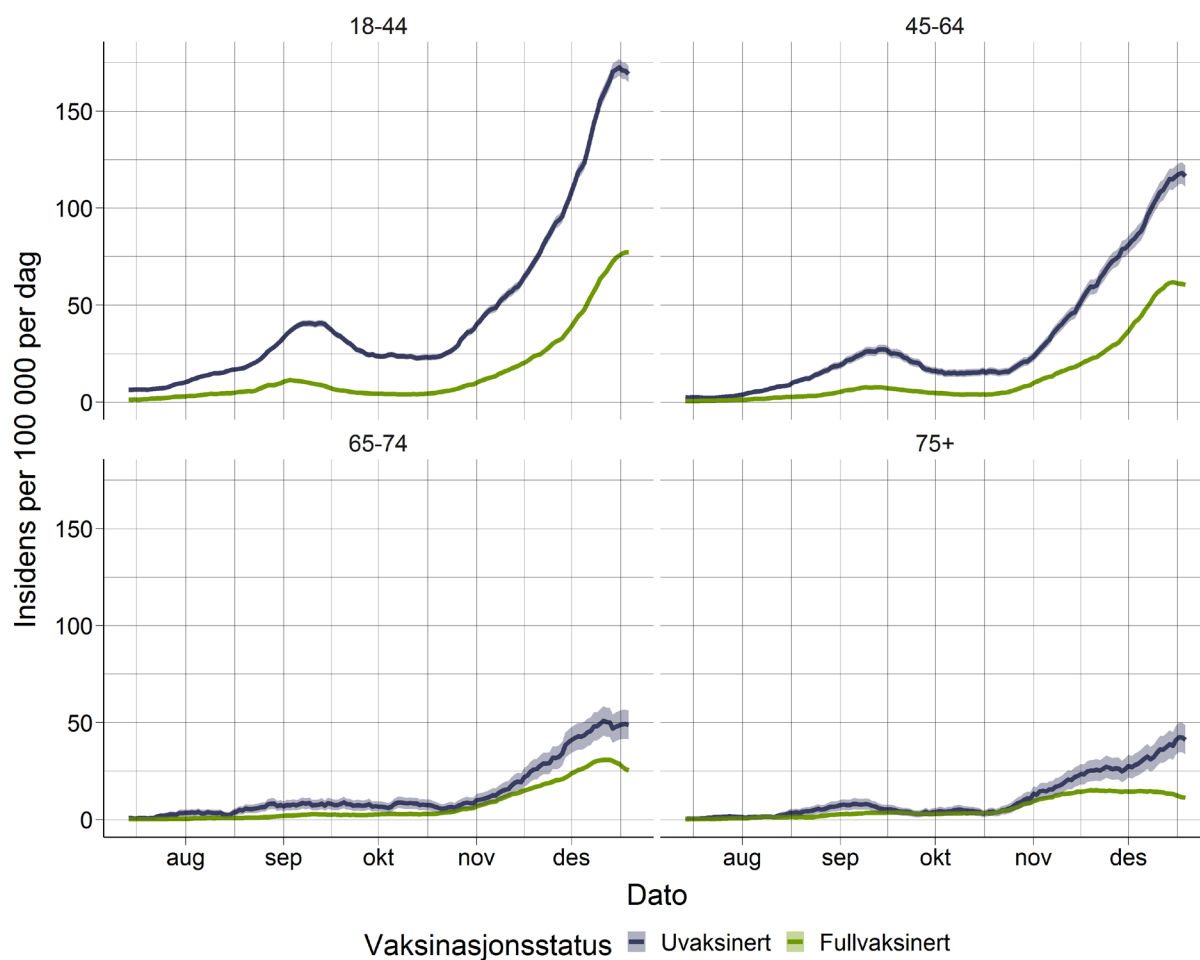 18-44 45-64
150
100
50
0
65-74 75+
150
100
50
0
aug sep okt nov des aug sep okt nov des
Insidens per 100 000 per dag
Dato
Vaksinasjonsstatus Uvaksinert Fullvaksinert